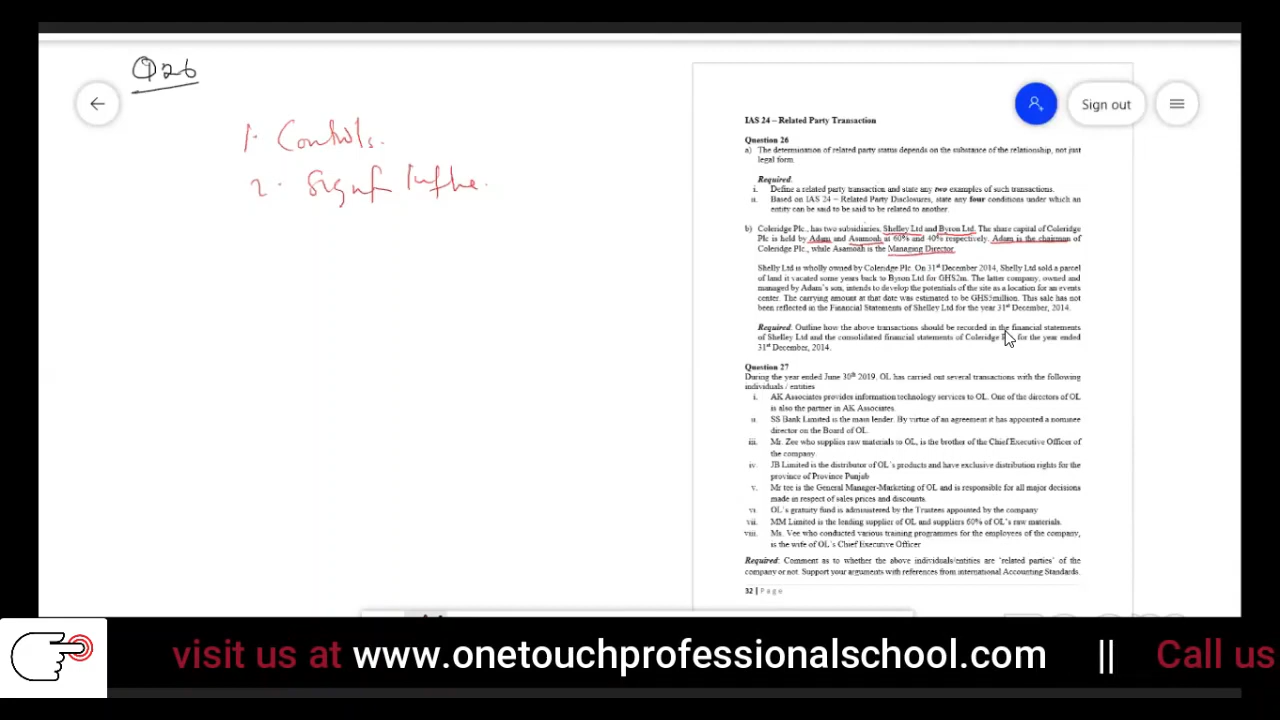 Q26
1. Controls.
2. Signf Influe.
Sign out
IAS 24 – Related Party Transaction
Question 26
a) The determination of related party status depends on the substance of the relationship, not just
legal form.
Required.
i. Define a related party transaction and state any two examples of such transactions.
ii. Based on IAS 24 – Related Party Disclosures, state any four conditions under which an
entity can be said to be said to be related to another.
b) Coleridge Plc., has two subsidiaries, Shelley Ltd and Byron Ltd. The share capital of Coleridge
Plc is held by Adam and Asamoah at 60% and 40% respectively. Adam is the chairman of
Coleridge Plc., while Asamoah is the Managing Director.
Shelly Ltd is wholly owned by Coleridge Plc. On 31st December 2014, Shelly Ltd sold a parcel
of land it vacated some years back to Byron Ltd for GHS2m. The latter company, owned and
managed by Adam's son, intends to develop the potentials of the site as a location for an events
center. The carrying amount at that date was estimated to be GHS5million. This sale has not
been reflected in the Financial Statements of Shelley Ltd for the year 31st December, 2014.
Required: Outline how the above transactions should be recorded in the financial statements
of Shelley Ltd and the consolidated financial statements of Coleridge for the year ended
31st December, 2014.
Question 27
During the year ended June 30th 2019. OL has carried out several transactions with the following
individuals / entities
i. AK Associates provides information technology services to OL. One of the directors of OL
is also the partner in AK Associates.
ii. SS Bank Limited is the main lender. By virtue of an agreement it has appointed a nominee
director on the Board of OL.
iii. Mr. Zee who supplies raw materials to OL, is the brother of the Chief Executive Officer of
the company.
iv. JB Limited is the distributor of OL's products and have exclusive distribution rights for the
province of Province Punjab
v. Mr tee is the General Manager-Marketing of OL and is responsible for all major decisions
made in respect of sales prices and discounts.
vi. OL's gratuity fund is administered by the Trustees appointed by the company
vii. MM Limited is the leading supplier of OL and suppliers 60% of OL's raw materials.
viii. Ms. Vee who conducted various training programmes for the employees of the company,
is the wife of OL's Chief Executive Officer
Required: Comment as to whether the above individuals/entities are 'related parties' of the
company or not. Support your arguments with references from international Accounting Standards.
32 | Page
visit us at www.onetouchprofessionalschool.com || Call us